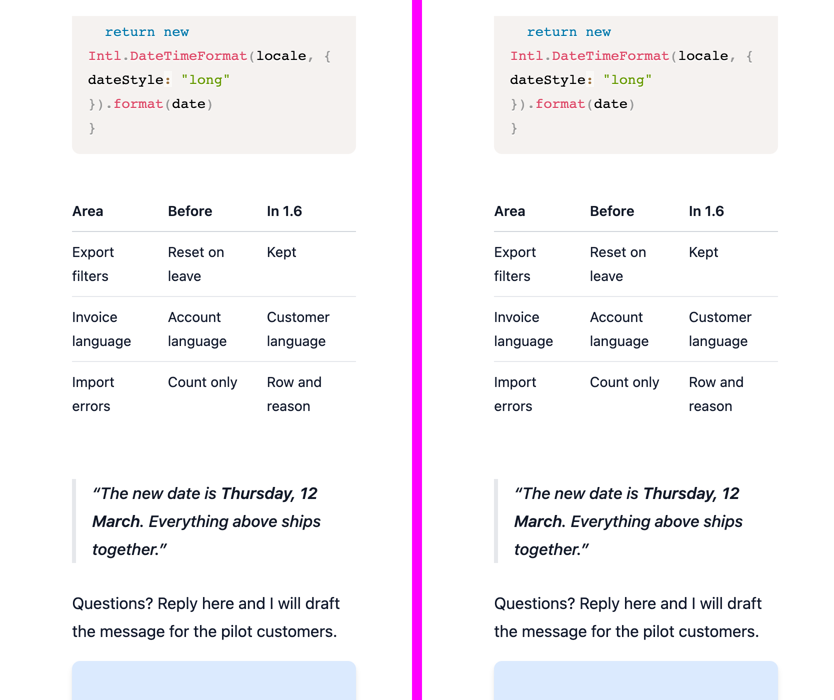 return new
Intl.DateTimeFormat(locale, {
dateStyle: "long"
}).format(date)
}
Area Before In 1.6
Export filters Reset on leave Kept
Invoice language Account language Customer language
Import errors Count only Row and reason
“The new date is Thursday, 12
March. Everything above ships
together.”
Questions? Reply here and I will draft
the message for the pilot customers.
return new
Intl.DateTimeFormat(locale, {
dateStyle: "long"
}).format(date)
}
Area Before In 1.6
Export filters Reset on leave Kept
Invoice language Account language Customer language
Import errors Count only Row and reason
“The new date is Thursday, 12
March. Everything above ships
together.”
Questions? Reply here and I will draft
the message for the pilot customers.